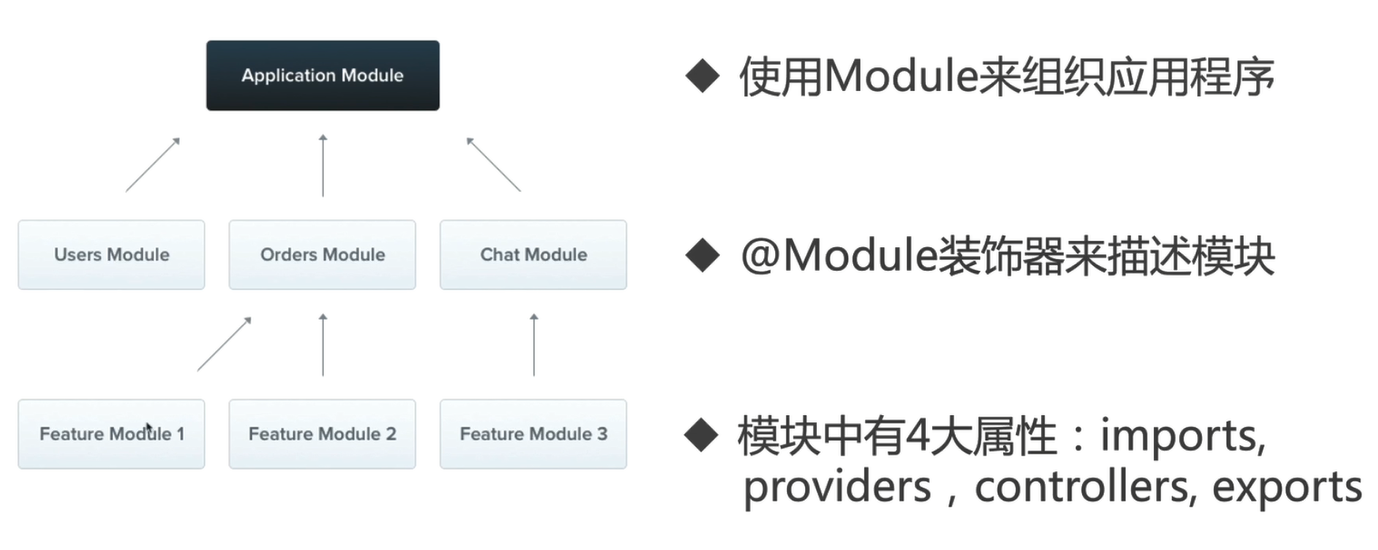 Application Module
Users Module
Orders Module
Chat Module
Feature Module 1
Feature Module 2
Feature Module 3
◆ 使用Module来组织应用程序
◆ @Module装饰器来描述模块
◆ 模块中有4大属性：imports,
providers，controllers, exports